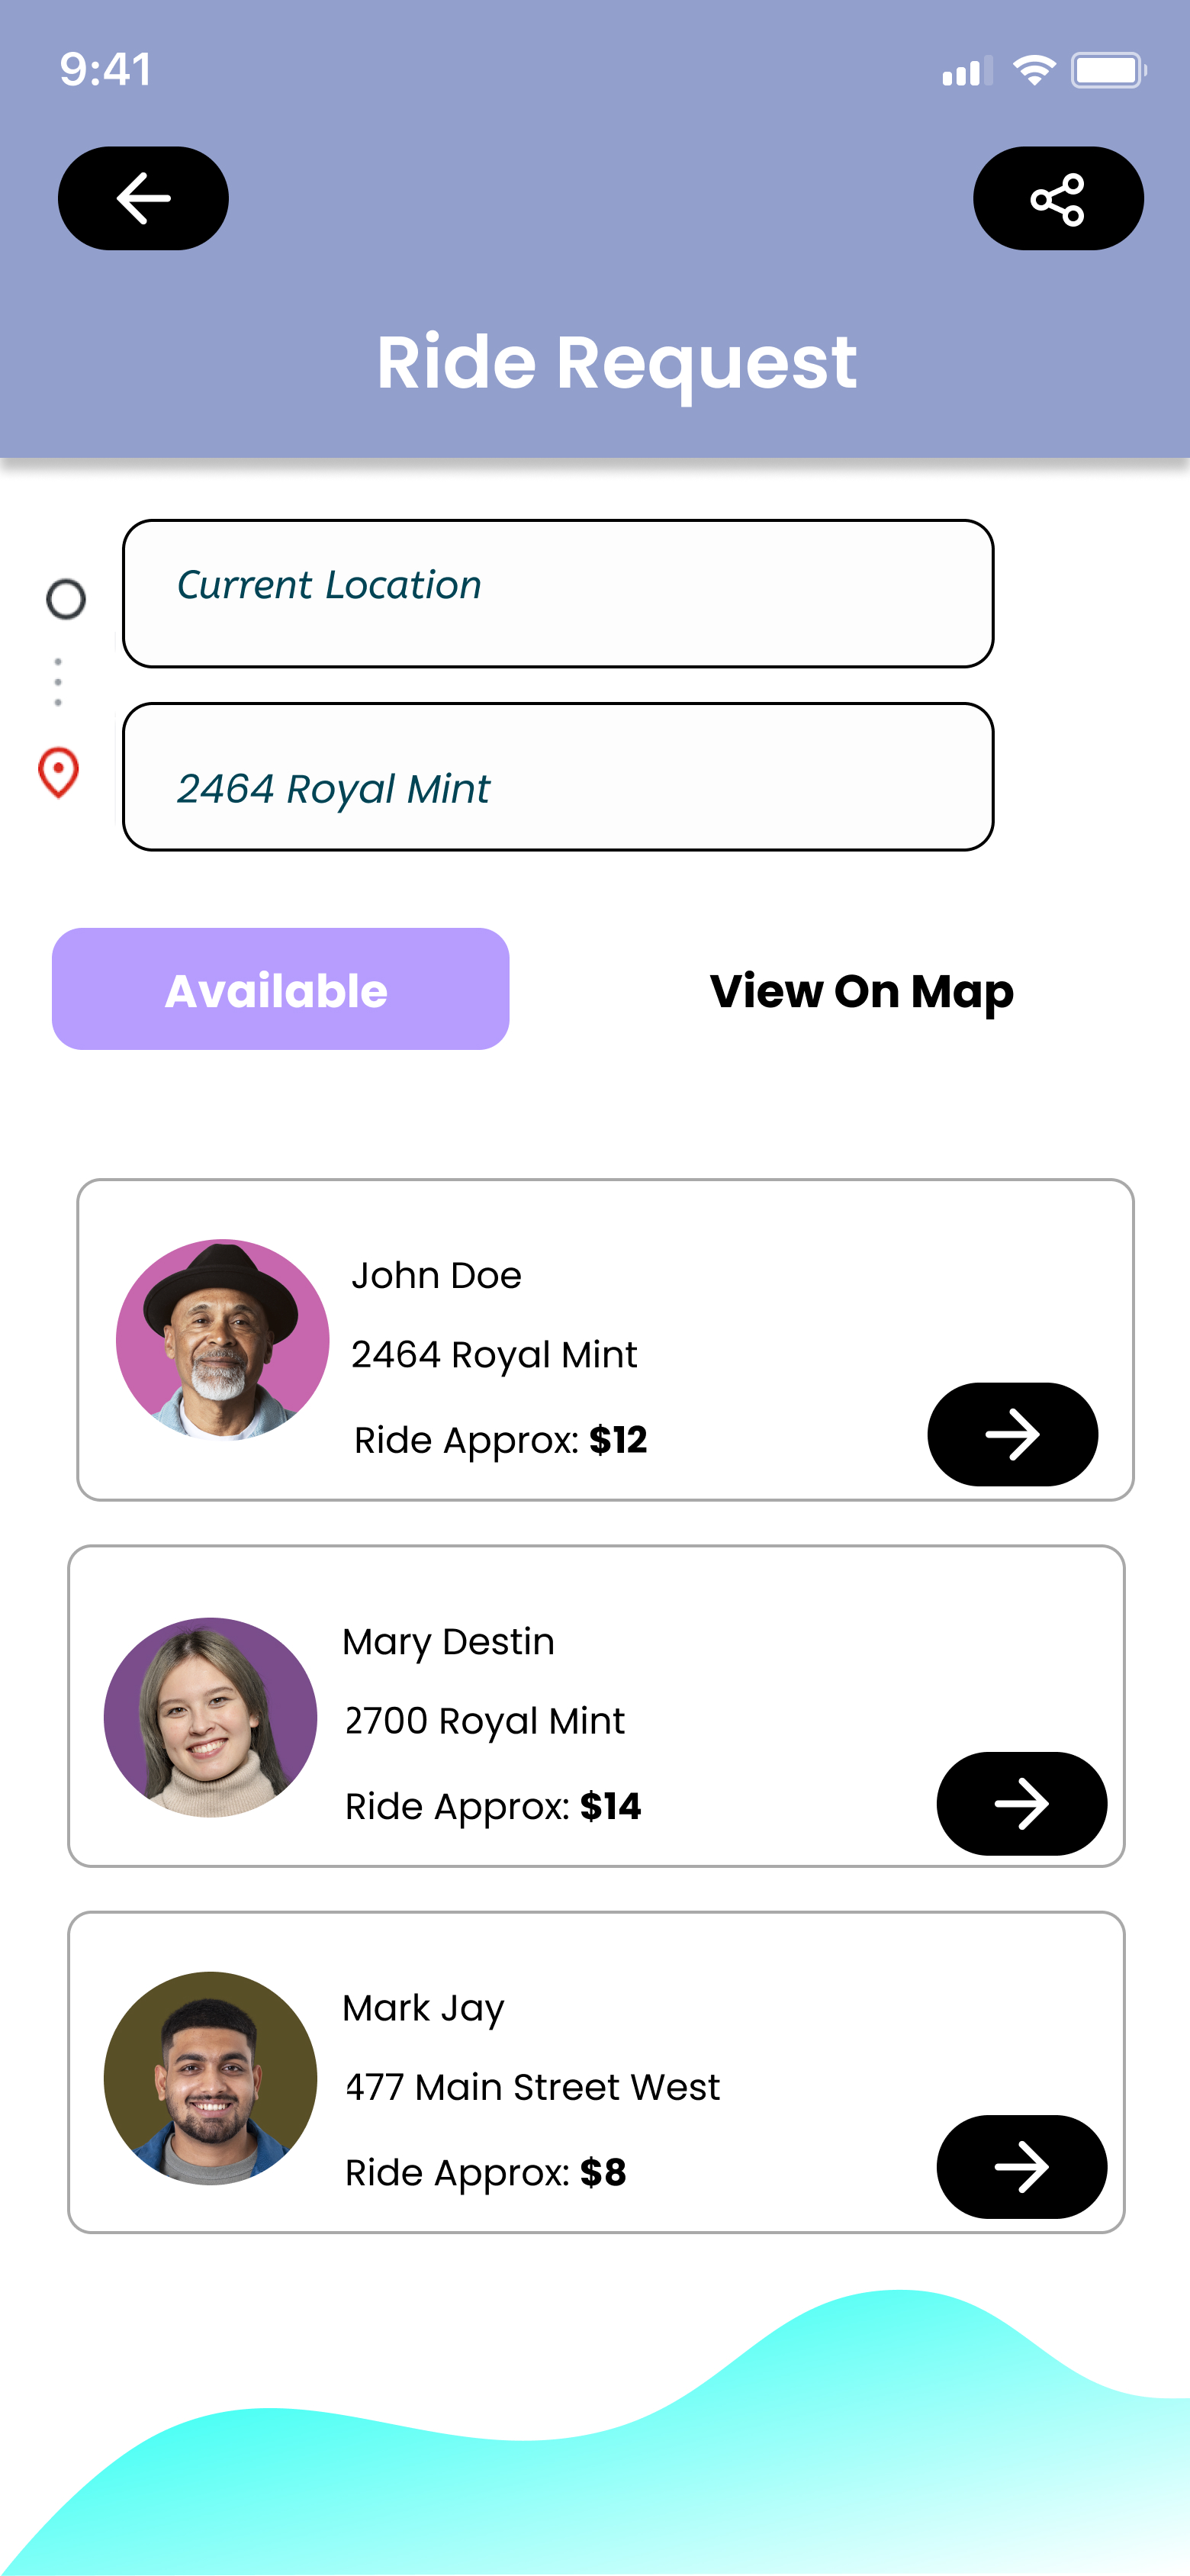 9:41
Ride Request
Current Location
2464 Royal Mint
Available
View On Map
John Doe
2464 Royal Mint
Ride Approx: $12
Mary Destin
2700 Royal Mint
Ride Approx: $14
Mark Jay
477 Main Street West
Ride Approx: $8